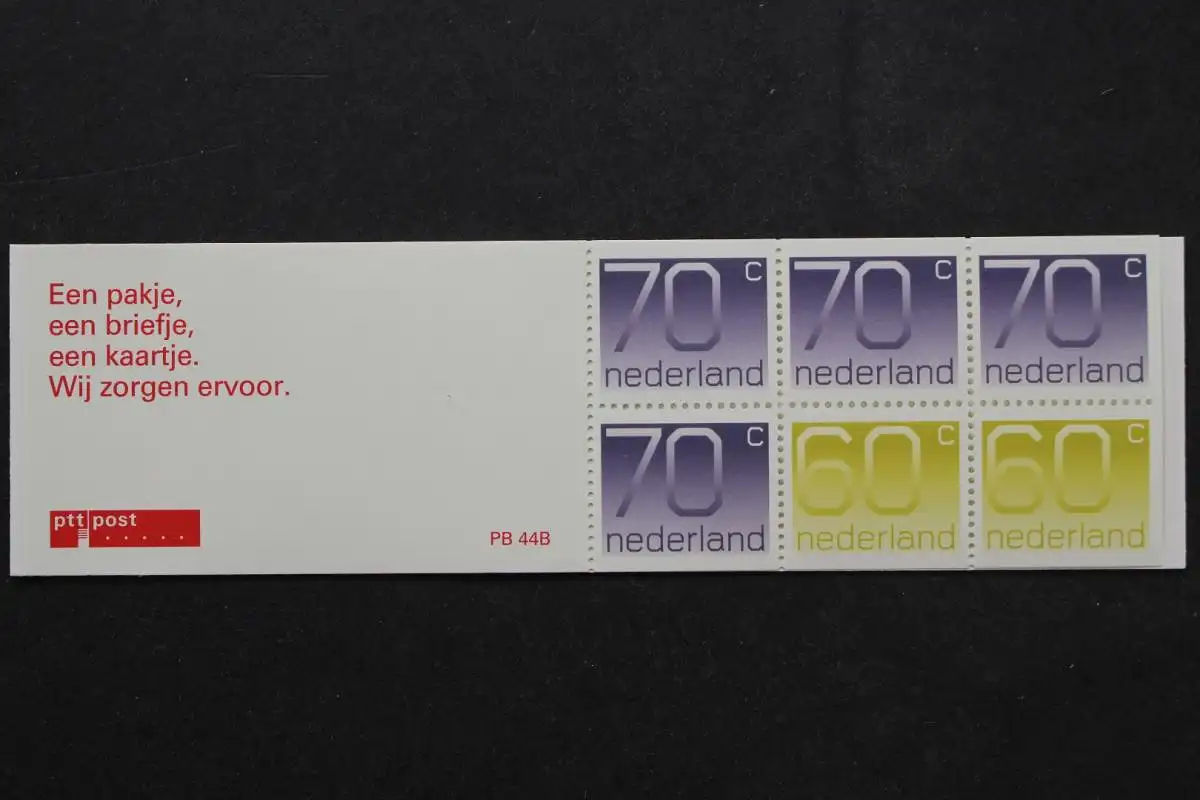 Een pakje,
een briefje,
een kaartje.
Wij zorgen ervoor.
ptt post
PB 44B
70 c
nederland
70 c
nederland
70 c
nederland
70 c
nederland
60 c
nederland
60 c
nederland